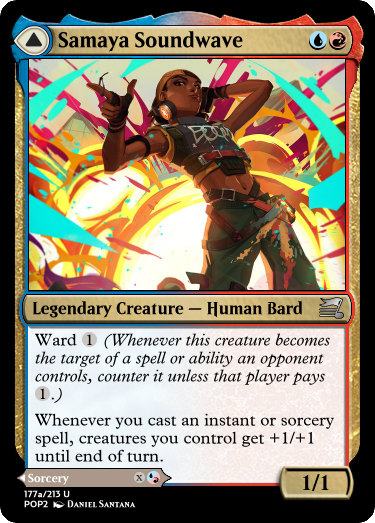 Samaya Soundwave
Legendary Creature — Human Bard
Ward 1 (Whenever this creature becomes
the target of a spell or ability an opponent
controls, counter it unless that player pays
1.)
Whenever you cast an instant or sorcery
spell, creatures you control get +1/+1
until end of turn.
Sorcery X
1/1
177a/213 U
POP2 Daniel Santana